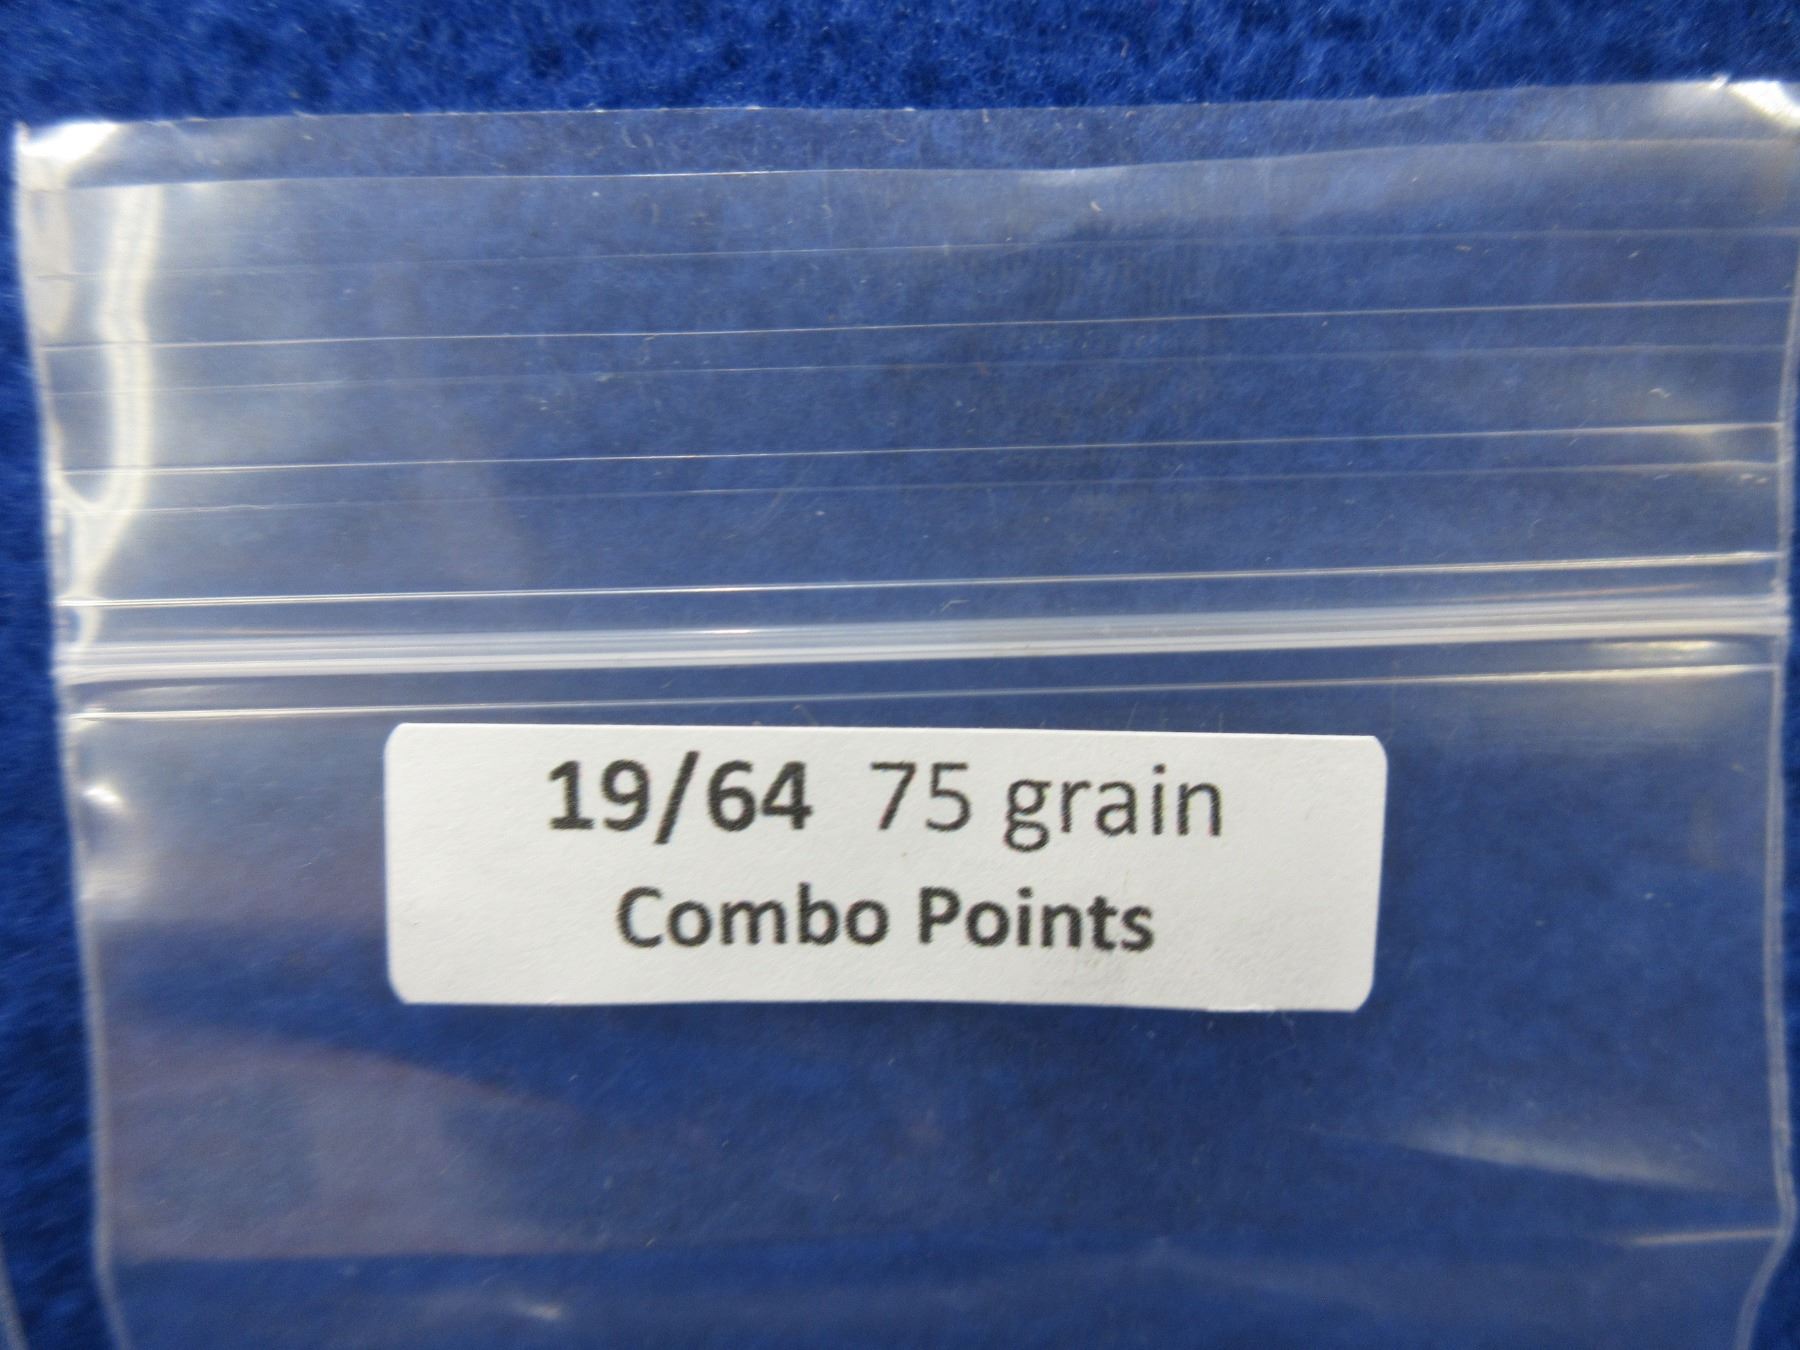 19/64 75 grain
Combo Points